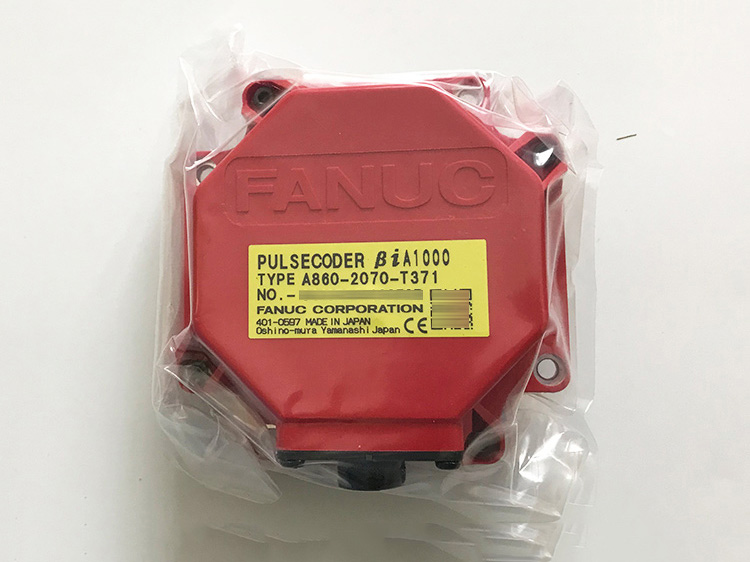 FANUC
PULSECODER βiA1000
TYPE A860-2070-T371
NO.-
FANUC CORPORATION
401-0597 MADE IN JAPAN
Oshino-mura Yamanashi Japan CE